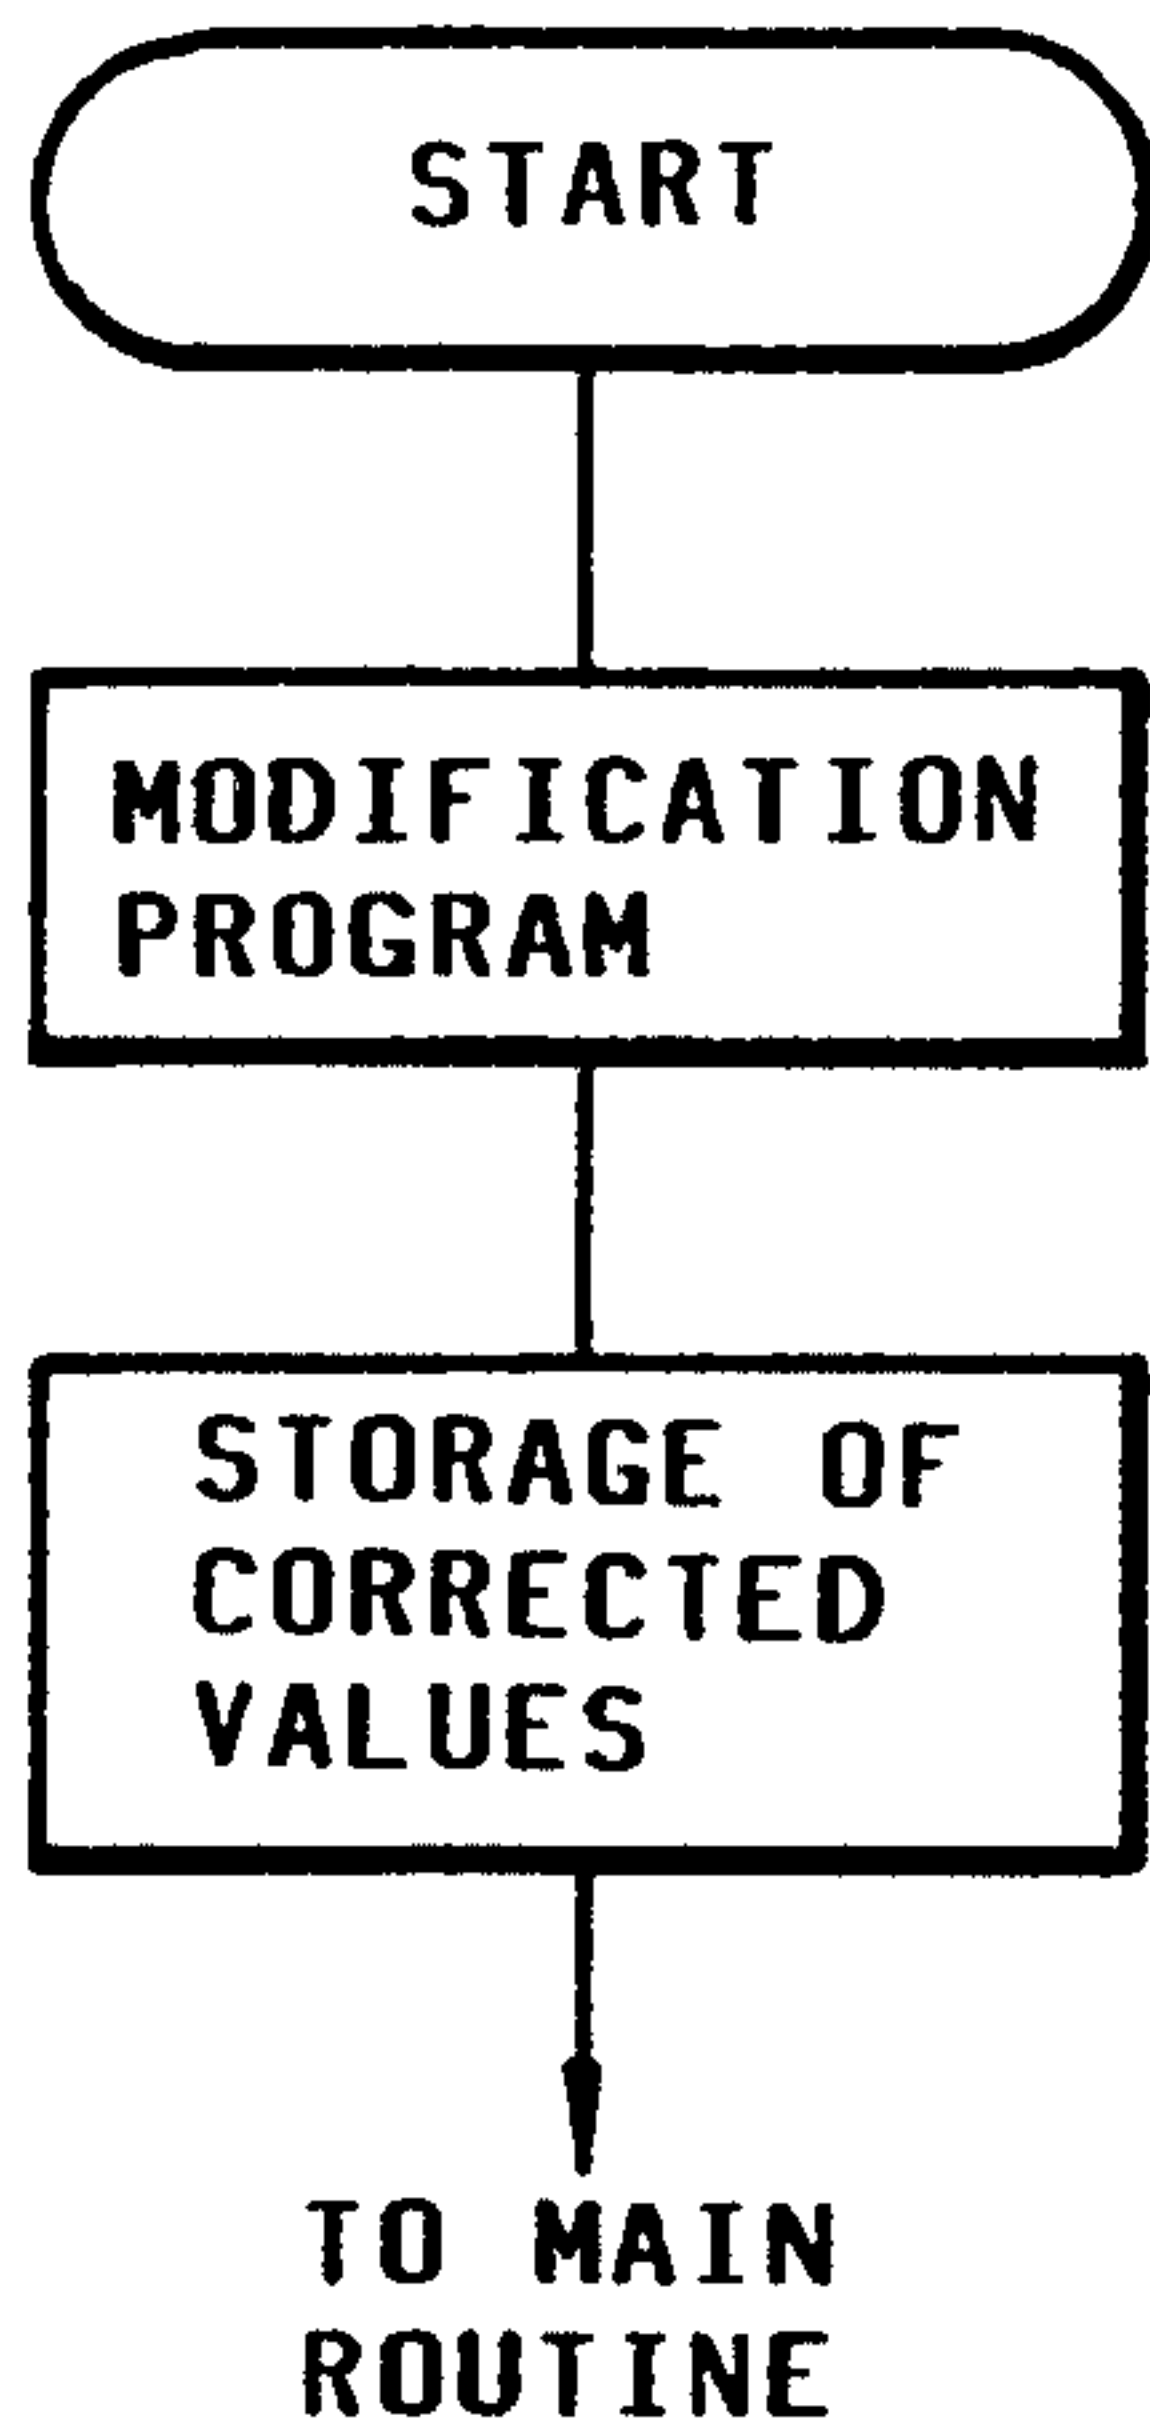 START
MODIFICATION
PROGRAM
STORAGE OF
CORRECTED
VALUES
TO MAIN
ROUTINE